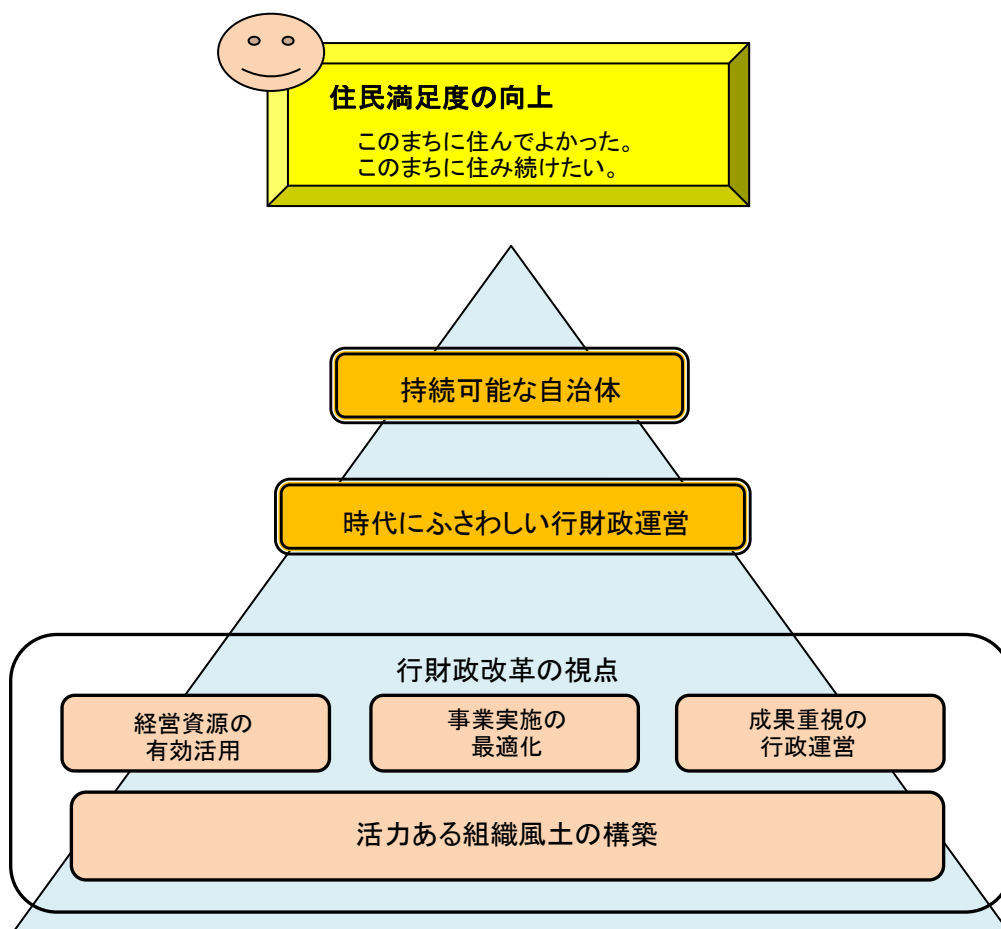 住民満足度の向上
このまちに住んでよかった。
このまちに住み続けたい。
持続可能な自治体
時代にふさわしい行財政運営
行財政改革の視点
経営資源の
有効活用
事業実施の
最適化
成果重視の
行政運営
活力ある組織風土の構築